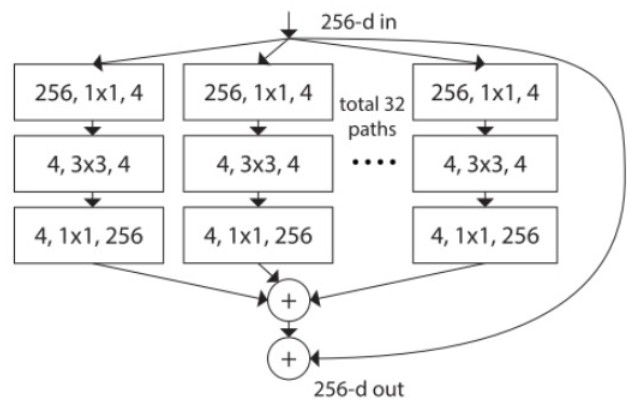 256-d in
256, 1x1, 4
256, 1x1, 4
256, 1x1, 4
total 32
paths
4, 3x3, 4
4, 3x3, 4
....
4, 3x3, 4
4, 1x1, 256
4, 1x1, 256
4, 1x1, 256
+
+
256-d out